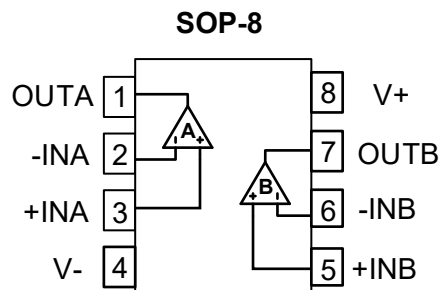 SOP-8
OUTA 1 8 V+
A - +
-INA 2 7 OUTB
B + -
+INA 3 6 -INB
V- 4 5 +INB